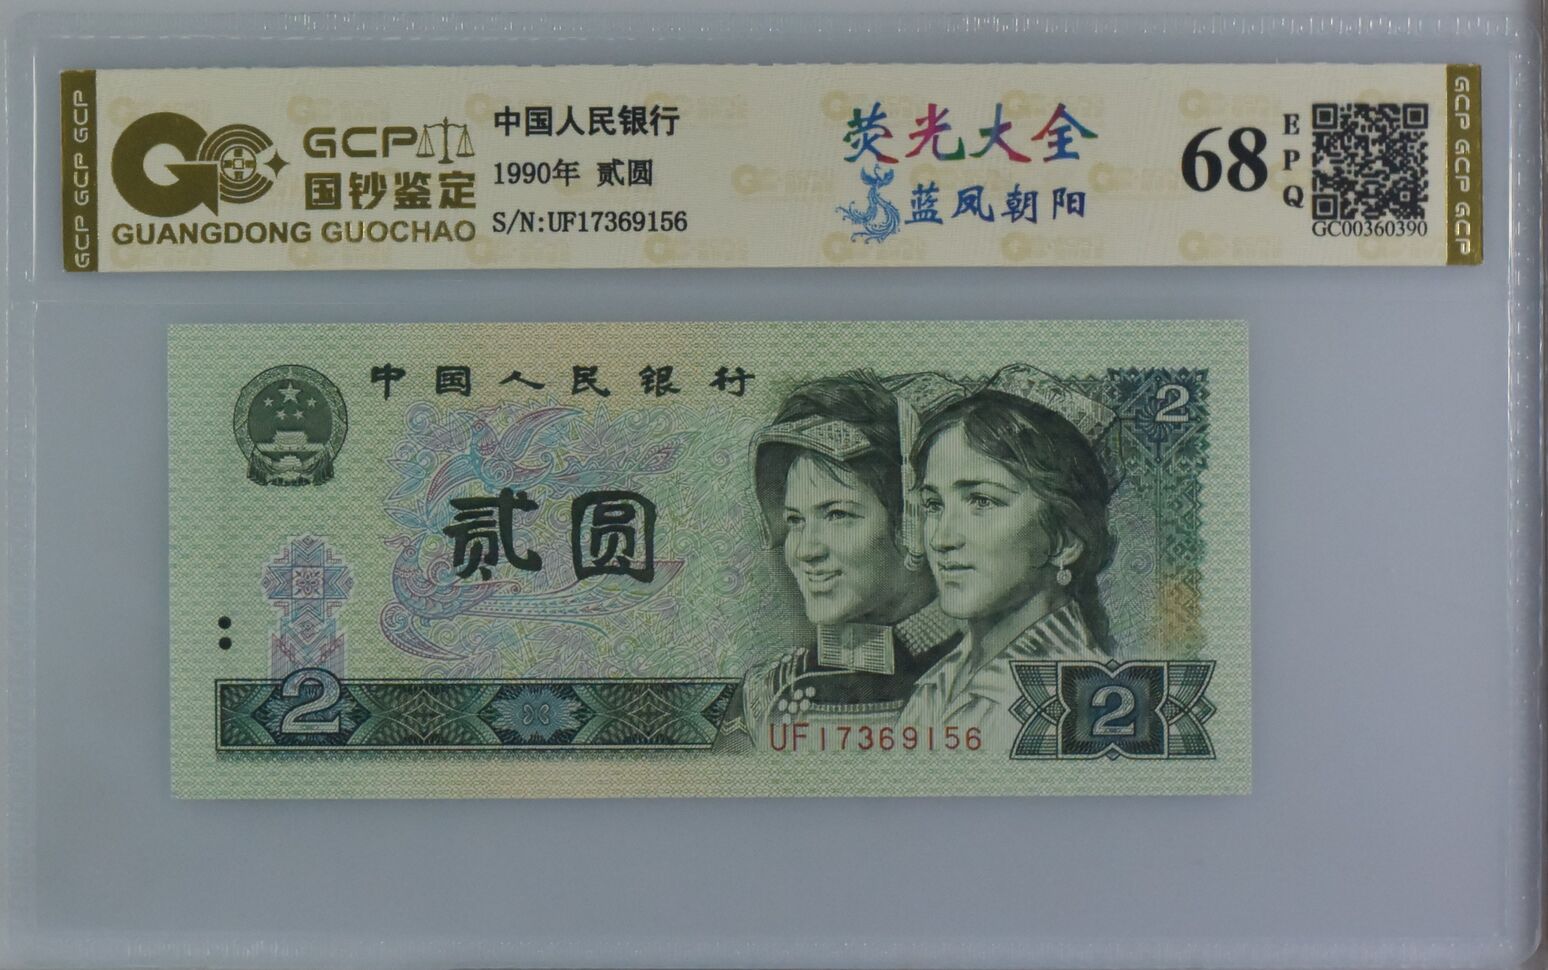 GCP GCP GCP
GCP
国钞鉴定
GUANGDONG GUOCHAO
中国人民银行
1990年 贰圆
S/N:UF17369156
荧光大全
蓝凤朝阳
68
EPQ
GC00360390
GCP GCP GCP
中国人民银行
2
贰圆
2
UF17369156
2